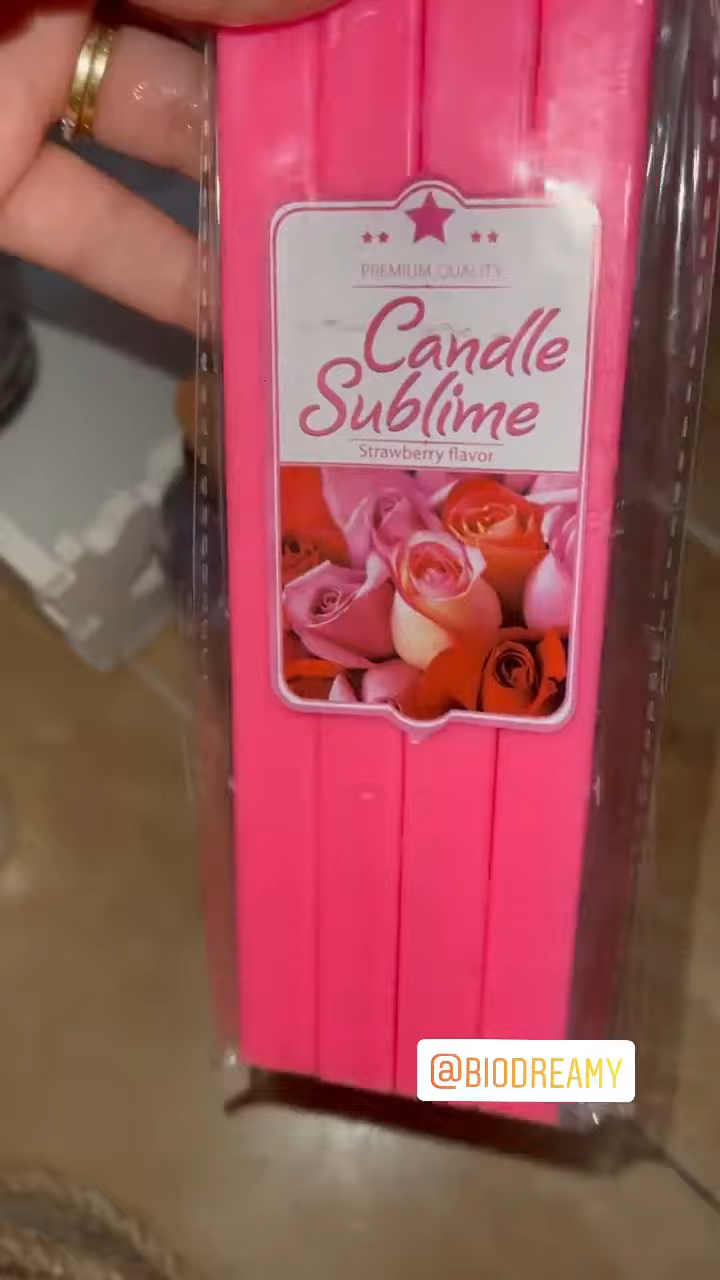 PREMIUM QUALITY
Candle
Sublime
Strawberry flavor
@BIODREAMY